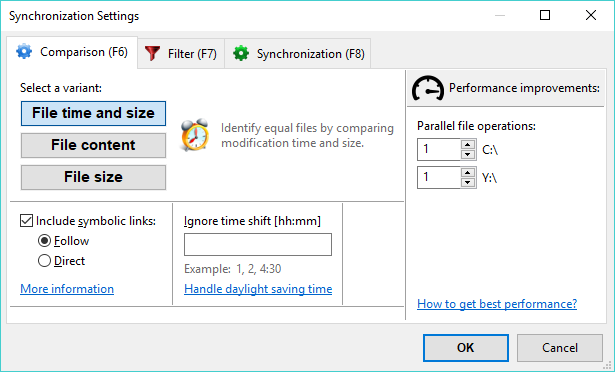 Synchronization Settings
Comparison (F6)
Filter (F7)
Synchronization (F8)
Select a variant:
File time and size
File content
File size
Identify equal files by comparing
modification time and size.
Include symbolic links:
Follow
Direct
More information
Ignore time shift [hh:mm]
Example: 1, 2, 4:30
Handle daylight saving time
Performance improvements:
Parallel file operations:
1 C:\
1 Y:\
How to get best performance?
OK
Cancel